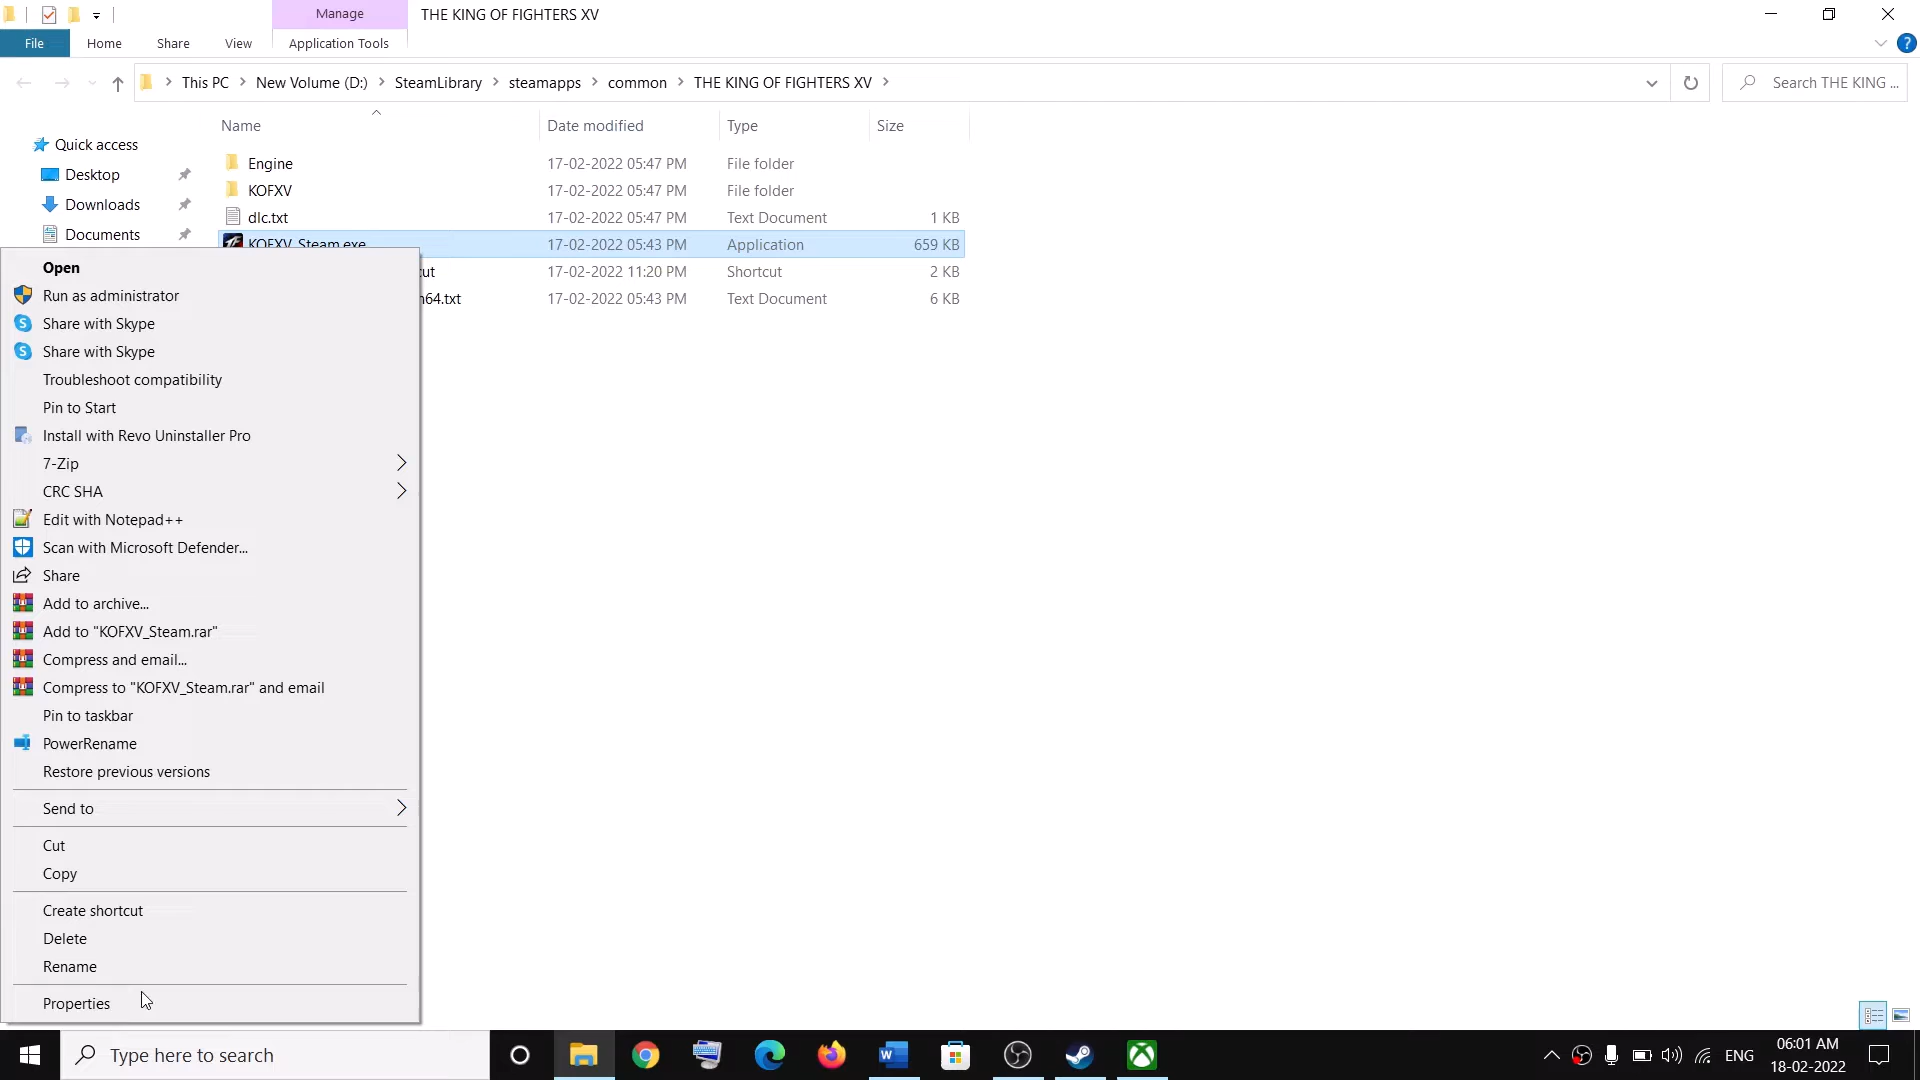 Manage
THE KING OF FIGHTERS XV
File
Home
Share
View
Application Tools
This PC
New Volume (D:)
SteamLibrary
steamapps
common
THE KING OF FIGHTERS XV
Search THE KING ...
Name
Date modified
Type
Size
Quick access
Desktop
Downloads
Documents
Engine 17-02-2022 05:47 PM File folder
KOFXV 17-02-2022 05:47 PM File folder
dlc.txt 17-02-2022 05:47 PM Text Document 1 KB
KOFXV_Steam.exe 17-02-2022 05:43 PM Application 659 KB
cut 17-02-2022 11:20 PM Shortcut 2 KB
n64.txt 17-02-2022 05:43 PM Text Document 6 KB
Open
Run as administrator
Share with Skype
Share with Skype
Troubleshoot compatibility
Pin to Start
Install with Revo Uninstaller Pro
7-Zip
CRC SHA
Edit with Notepad++
Scan with Microsoft Defender...
Share
Add to archive...
Add to "KOFXV_Steam.rar"
Compress and email...
Compress to "KOFXV_Steam.rar" and email
Pin to taskbar
PowerRename
Restore previous versions
Send to
Cut
Copy
Create shortcut
Delete
Rename
Properties
Type here to search
ENG
06:01 AM
18-02-2022